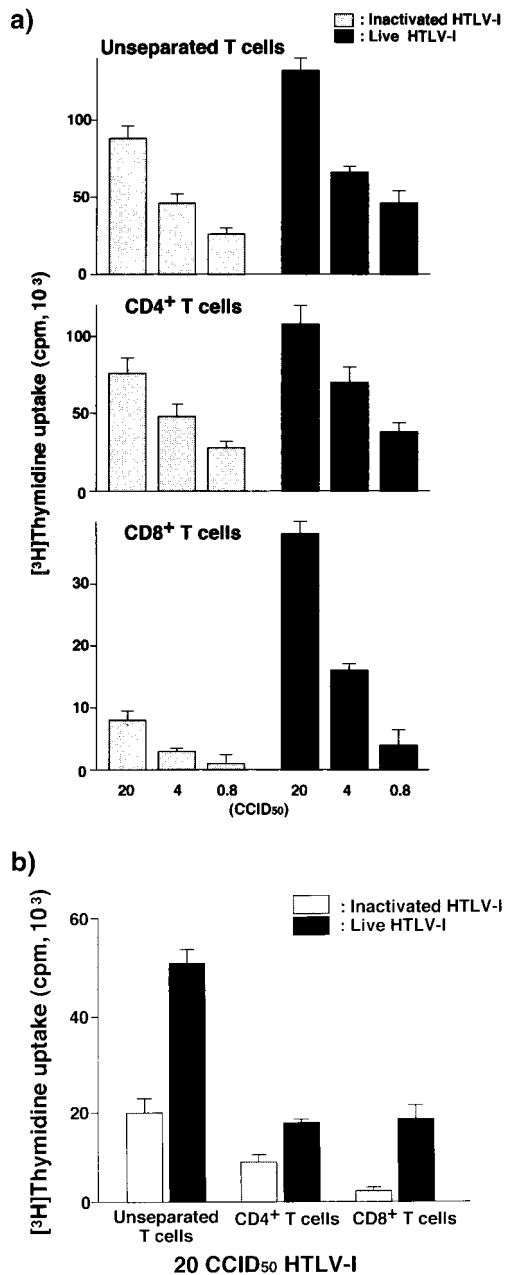 a)
: Inactivated HTLV-I
: Live HTLV-I
Unseparated T cells
100
50
0
CD4+ T cells
100
50
0
CD8+ T cells
30
20
10
0
[³H]Thymidine uptake (cpm, 10³)
20 4 0.8 20 4 0.8
(CCID50)
b)
: Inactivated HTLV-I
: Live HTLV-I
60
40
20
0
[³H]Thymidine uptake (cpm, 10³)
Unseparated T cells
CD4+ T cells
CD8+ T cells
20 CCID50 HTLV-I